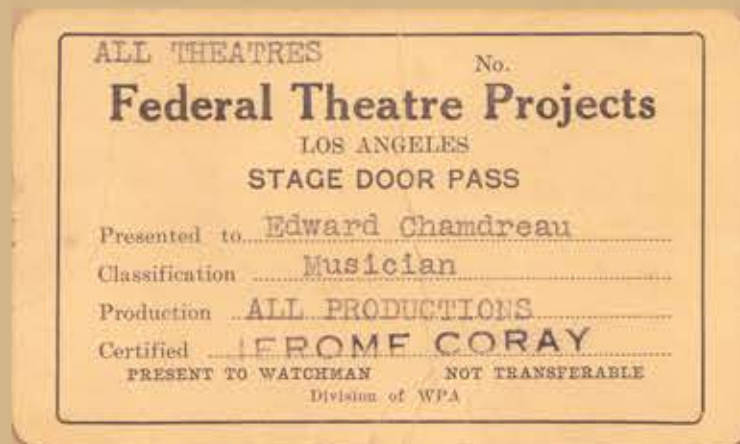 ALL THEATRES
No.
Federal Theatre Projects
LOS ANGELES
STAGE DOOR PASS
Presented to Edward Chamdreau
Classification Musician
Production ALL PRODUCTIONS
Certified JEROME CORAY
PRESENT TO WATCHMAN NOT TRANSFERABLE
Division of WPA